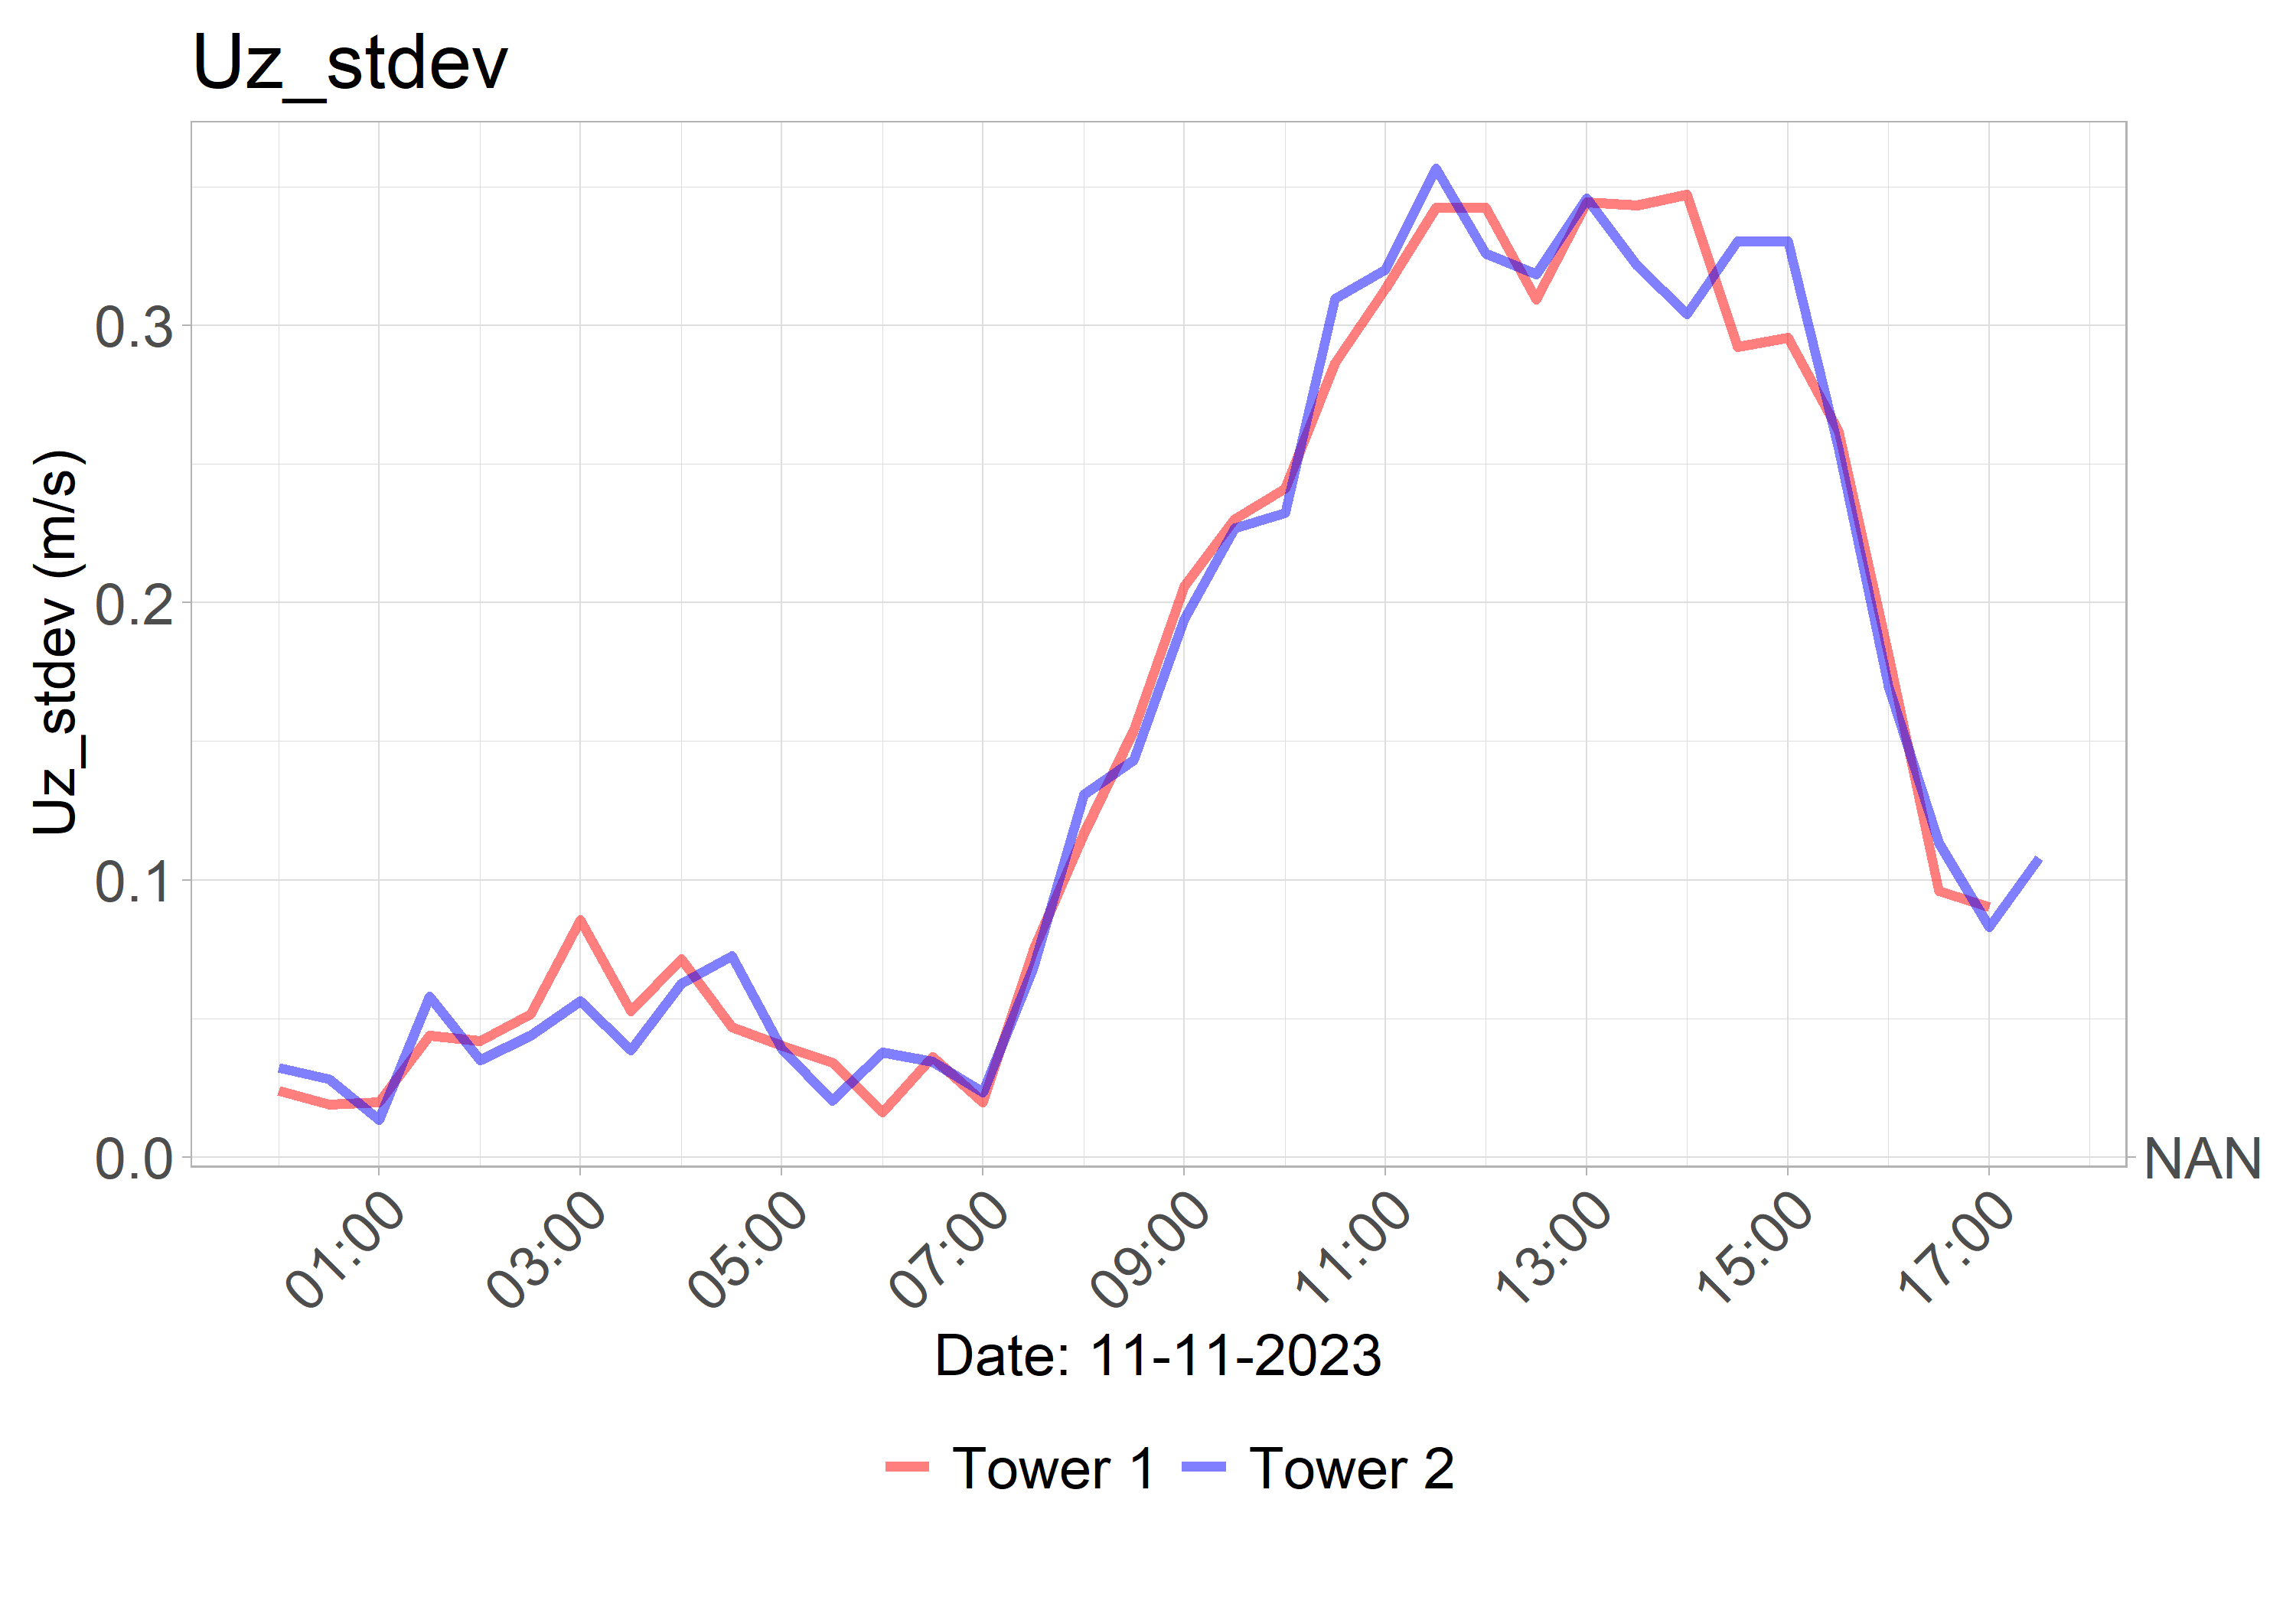 Uz_stdev
Uz_stdev (m/s)
0.3
0.2
0.1
0.0
NAN
01:00
03:00
05:00
07:00
09:00
11:00
13:00
15:00
17:00
Date: 11-11-2023
Tower 1
Tower 2